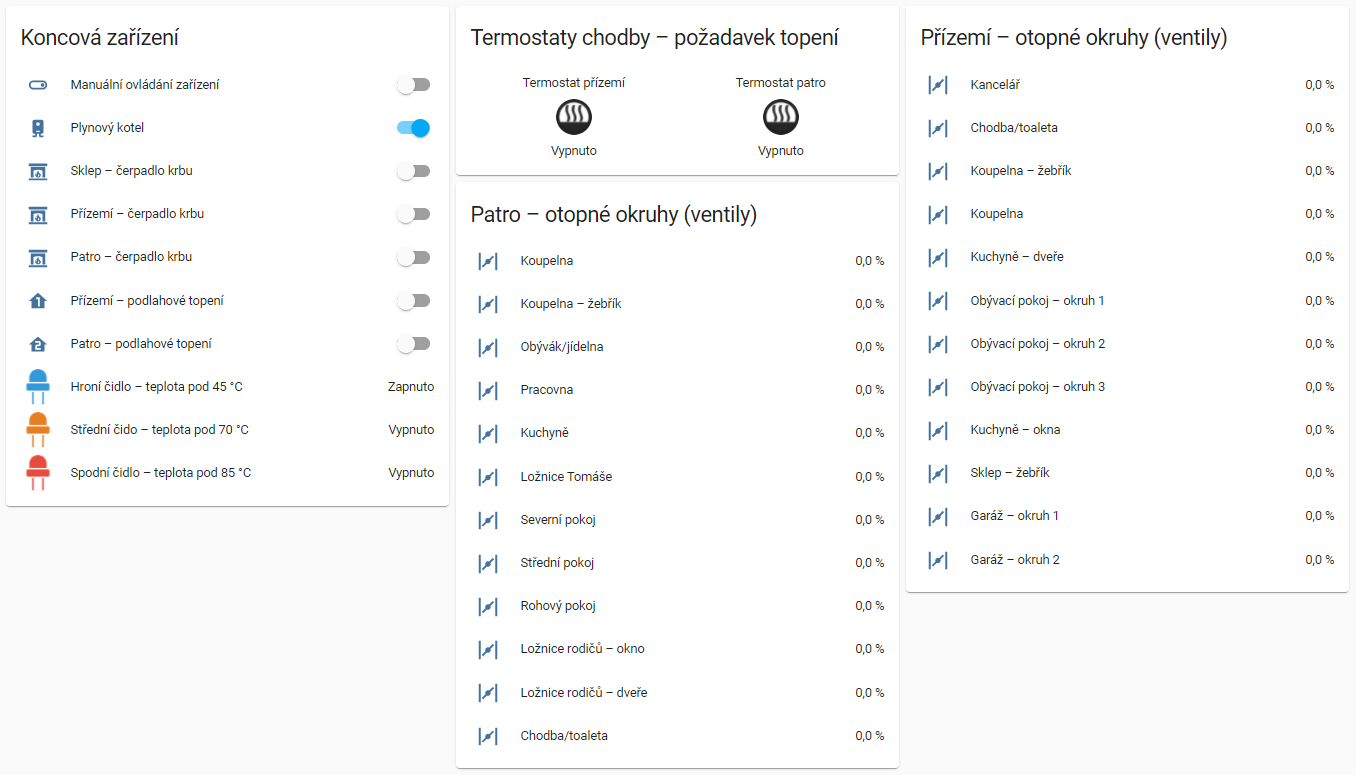 Koncová zařízení
Manuální ovládání zařízení
Plynový kotel
Sklep – čerpadlo krbu
Přízemí – čerpadlo krbu
Patro – čerpadlo krbu
1 Přízemí – podlahové topení
2 Patro – podlahové topení
Hroní čidlo – teplota pod 45 °C Zapnuto
Střední čido – teplota pod 70 °C Vypnuto
Spodní čidlo – teplota pod 85 °C Vypnuto
Termostaty chodby – požadavek topení
Termostat přízemí Termostat patro
Vypnuto Vypnuto
Patro – otopné okruhy (ventily)
Koupelna 0,0 %
Koupelna – žebřík 0,0 %
Obývák/jídelna 0,0 %
Pracovna 0,0 %
Kuchyně 0,0 %
Ložnice Tomáše 0,0 %
Severní pokoj 0,0 %
Střední pokoj 0,0 %
Rohový pokoj 0,0 %
Ložnice rodičů – okno 0,0 %
Ložnice rodičů – dveře 0,0 %
Chodba/toaleta 0,0 %
Přízemí – otopné okruhy (ventily)
Kancelář 0,0 %
Chodba/toaleta 0,0 %
Koupelna – žebřík 0,0 %
Koupelna 0,0 %
Kuchyně – dveře 0,0 %
Obývací pokoj – okruh 1 0,0 %
Obývací pokoj – okruh 2 0,0 %
Obývací pokoj – okruh 3 0,0 %
Kuchyně – okna 0,0 %
Sklep – žebřík 0,0 %
Garáž – okruh 1 0,0 %
Garáž – okruh 2 0,0 %